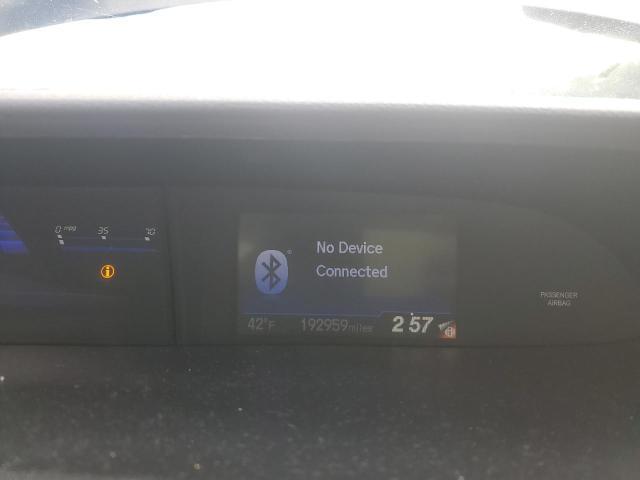 0 mpg 35 70
No Device
Connected
42°F 192959 miles 2:57
PASSENGER
AIRBAG